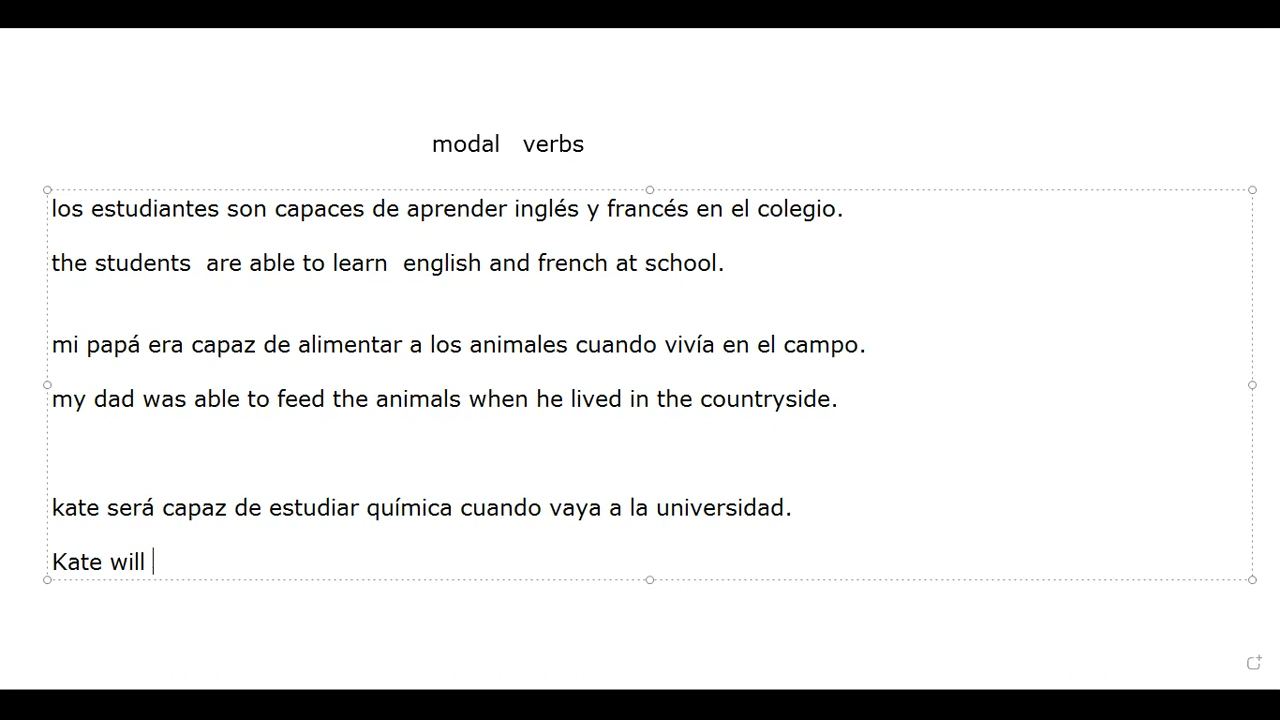 modal verbs
los estudiantes son capaces de aprender inglés y francés en el colegio.
the students are able to learn english and french at school.
mi papá era capaz de alimentar a los animales cuando vivía en el campo.
my dad was able to feed the animals when he lived in the countryside.
kate será capaz de estudiar química cuando vaya a la universidad.
Kate will